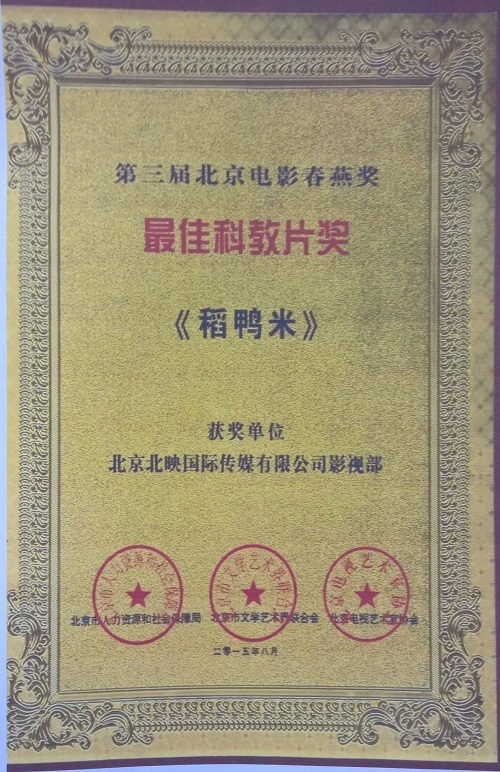 第三届北京电影春燕奖
最佳科教片奖
《稻鸭米》
获奖单位
北京北映国际传媒有限公司影视部
北京市人力资源和社会保障局 北京市文学艺术界联合会 北京电视艺术家协会
二零一五年八月